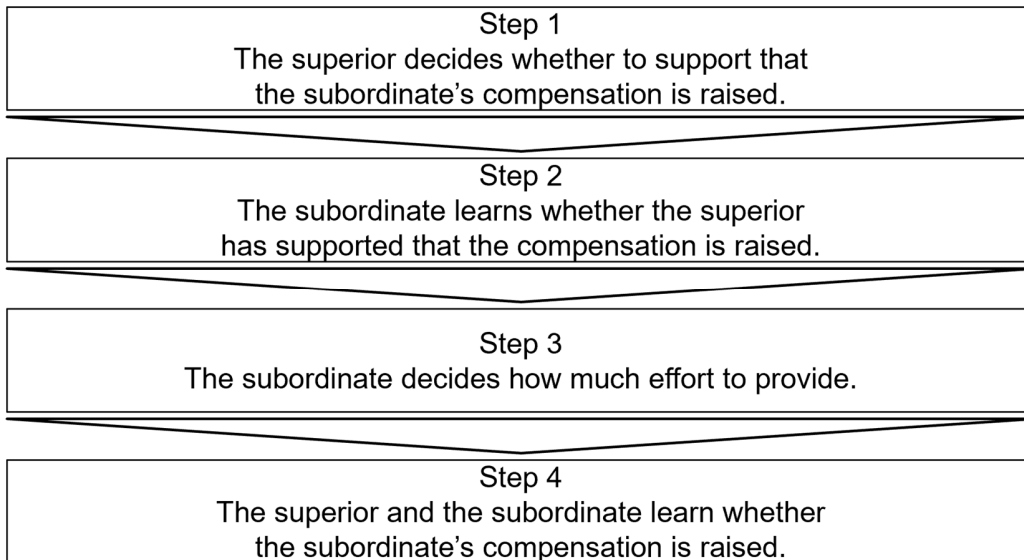 Step 1
The superior decides whether to support that
the subordinate’s compensation is raised.
Step 2
The subordinate learns whether the superior
has supported that the compensation is raised.
Step 3
The subordinate decides how much effort to provide.
Step 4
The superior and the subordinate learn whether
the subordinate’s compensation is raised.